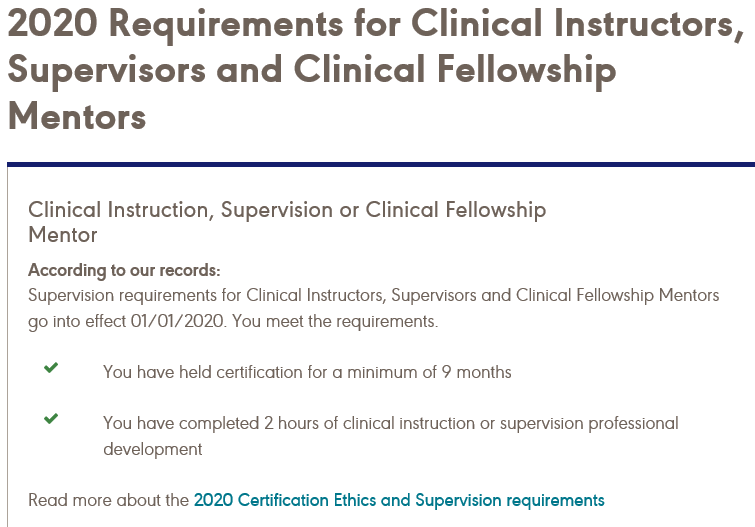 2020 Requirements for Clinical Instructors,
Supervisors and Clinical Fellowship
Mentors
Clinical Instruction, Supervision or Clinical Fellowship
Mentor
According to our records:
Supervision requirements for Clinical Instructors, Supervisors and Clinical Fellowship Mentors
go into effect 01/01/2020. You meet the requirements.
You have held certification for a minimum of 9 months
You have completed 2 hours of clinical instruction or supervision professional
development
Read more about the 2020 Certification Ethics and Supervision requirements